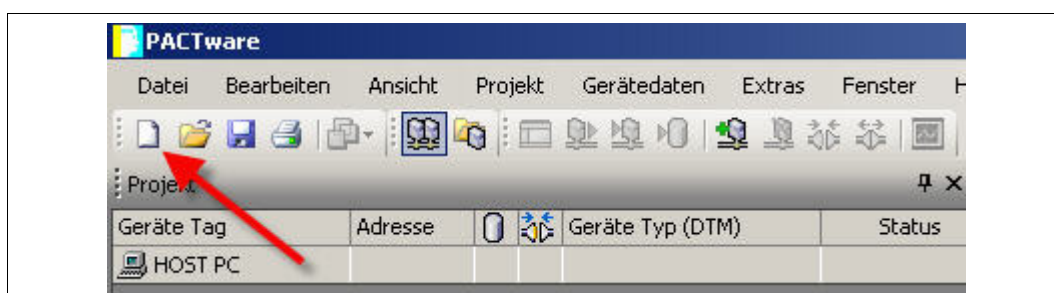 PACTware
Datei Bearbeiten Ansicht Projekt Gerätedaten Extras Fenster H
Projekt
Geräte Tag Adresse Geräte Typ (DTM) Status
HOST PC